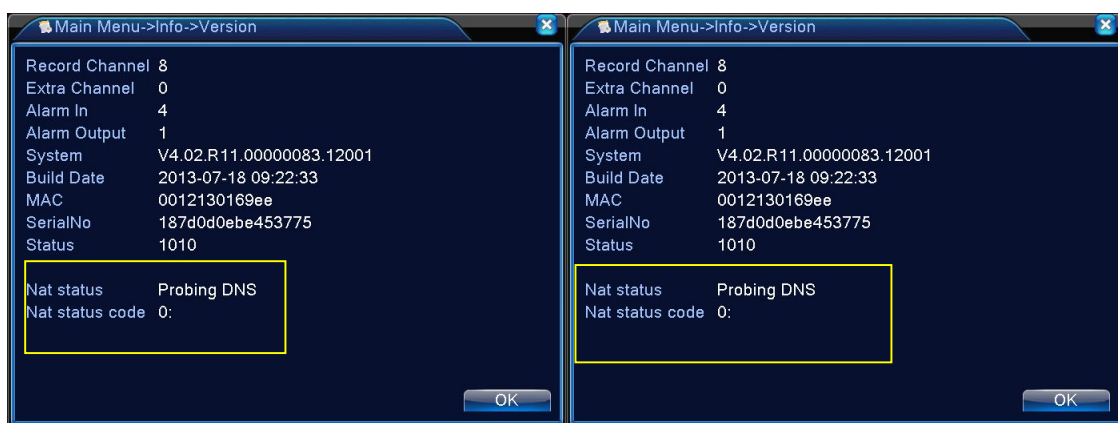 Main Menu->Info->Version
Record Channel 8
Extra Channel 0
Alarm In 4
Alarm Output 1
System V4.02.R11.00000083.12001
Build Date 2013-07-18 09:22:33
MAC 0012130169ee
SerialNo 187d0d0ebe453775
Status 1010
Nat status Probing DNS
Nat status code 0:
OK
Main Menu->Info->Version
Record Channel 8
Extra Channel 0
Alarm In 4
Alarm Output 1
System V4.02.R11.00000083.12001
Build Date 2013-07-18 09:22:33
MAC 0012130169ee
SerialNo 187d0d0ebe453775
Status 1010
Nat status Probing DNS
Nat status code 0:
OK